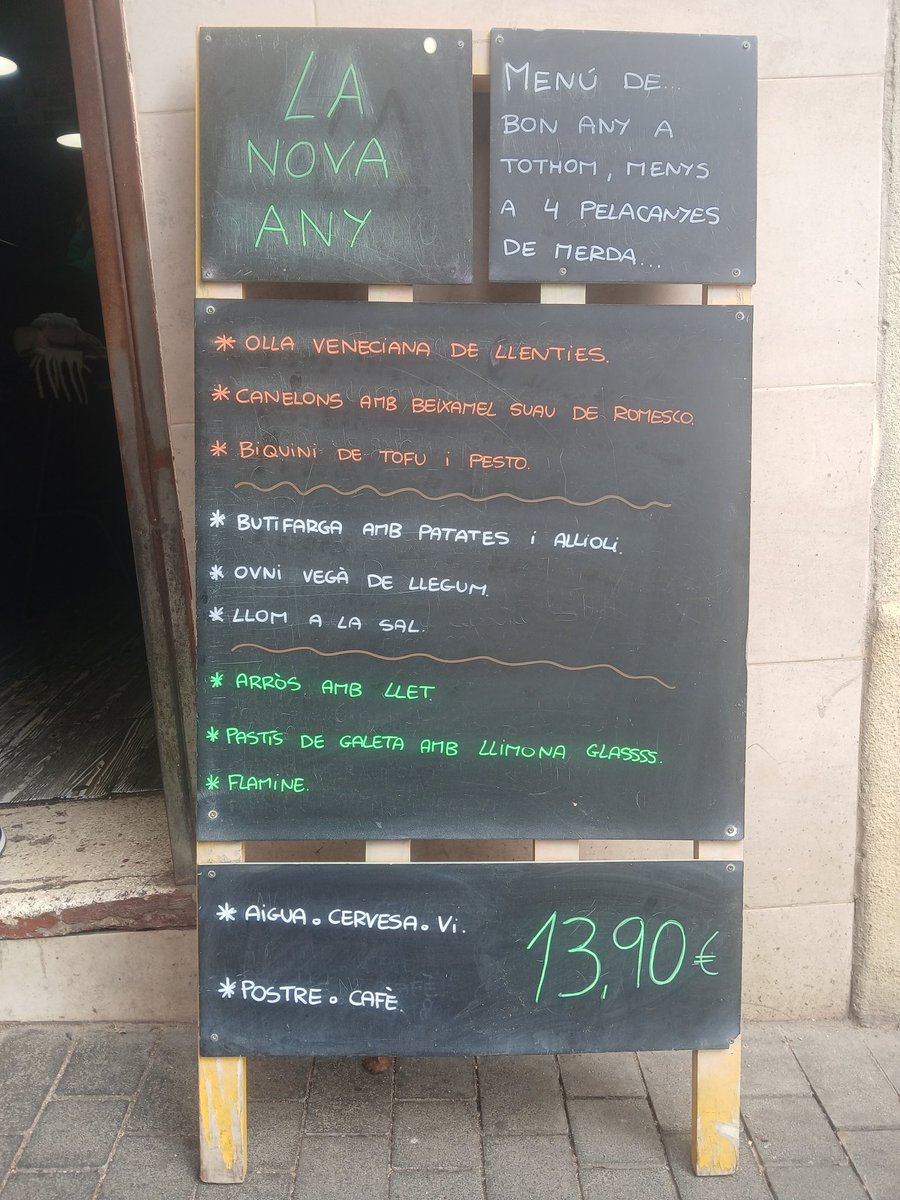 LA
NOVA
ANY
MENÚ DE...
BON ANY A
TOTHOM, MENYS
A 4 PELACANYES
DE MERDA...
* OLLA VENECIANA DE LLENTIES.
* CANELONS AMB BEIXAMEL SUAU DE ROMESCO.
* BIQUINI DE TOFU i PESTO.
* BUTIFARGA AMB PATATES i ALLIOLI.
* OVNI VEGÀ DE LLEGUM.
* LLOM A LA SAL.
* ARRÒS AMB LLET
* PASTÍS DE GALETA AMB LLIMONA GLASSSS.
* FLAMINE.
* AIGUA. CERVESA. Vi.
* POSTRE. CAFÈ.
13,90€